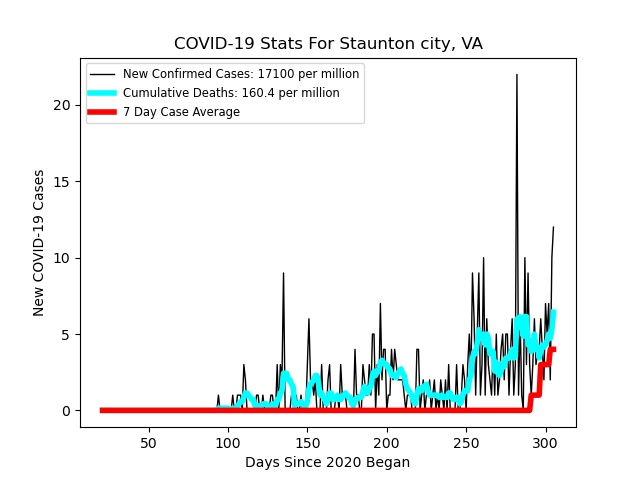 COVID-19 Stats For Staunton city, VA
New Confirmed Cases: 17100 per million
Cumulative Deaths: 160.4 per million
7 Day Case Average
New COVID-19 Cases
20
15
10
5
0
50 100 150 200 250 300
Days Since 2020 Began